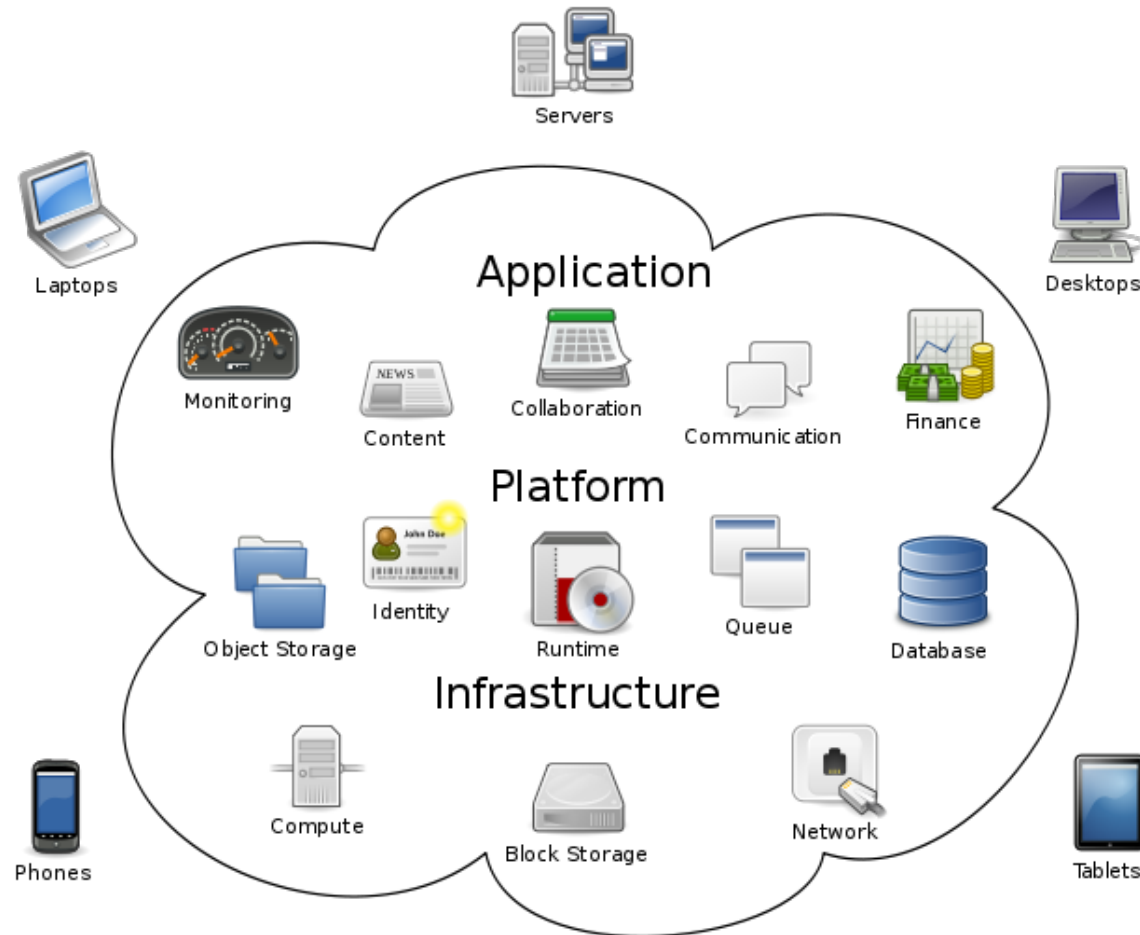 Servers
Laptops
Desktops
Application
Monitoring
NEWS
Content
Collaboration
Communication
Finance
Platform
Object Storage
John Doe
Identity
Runtime
Queue
Database
Infrastructure
Compute
Block Storage
Network
Phones
Tablets